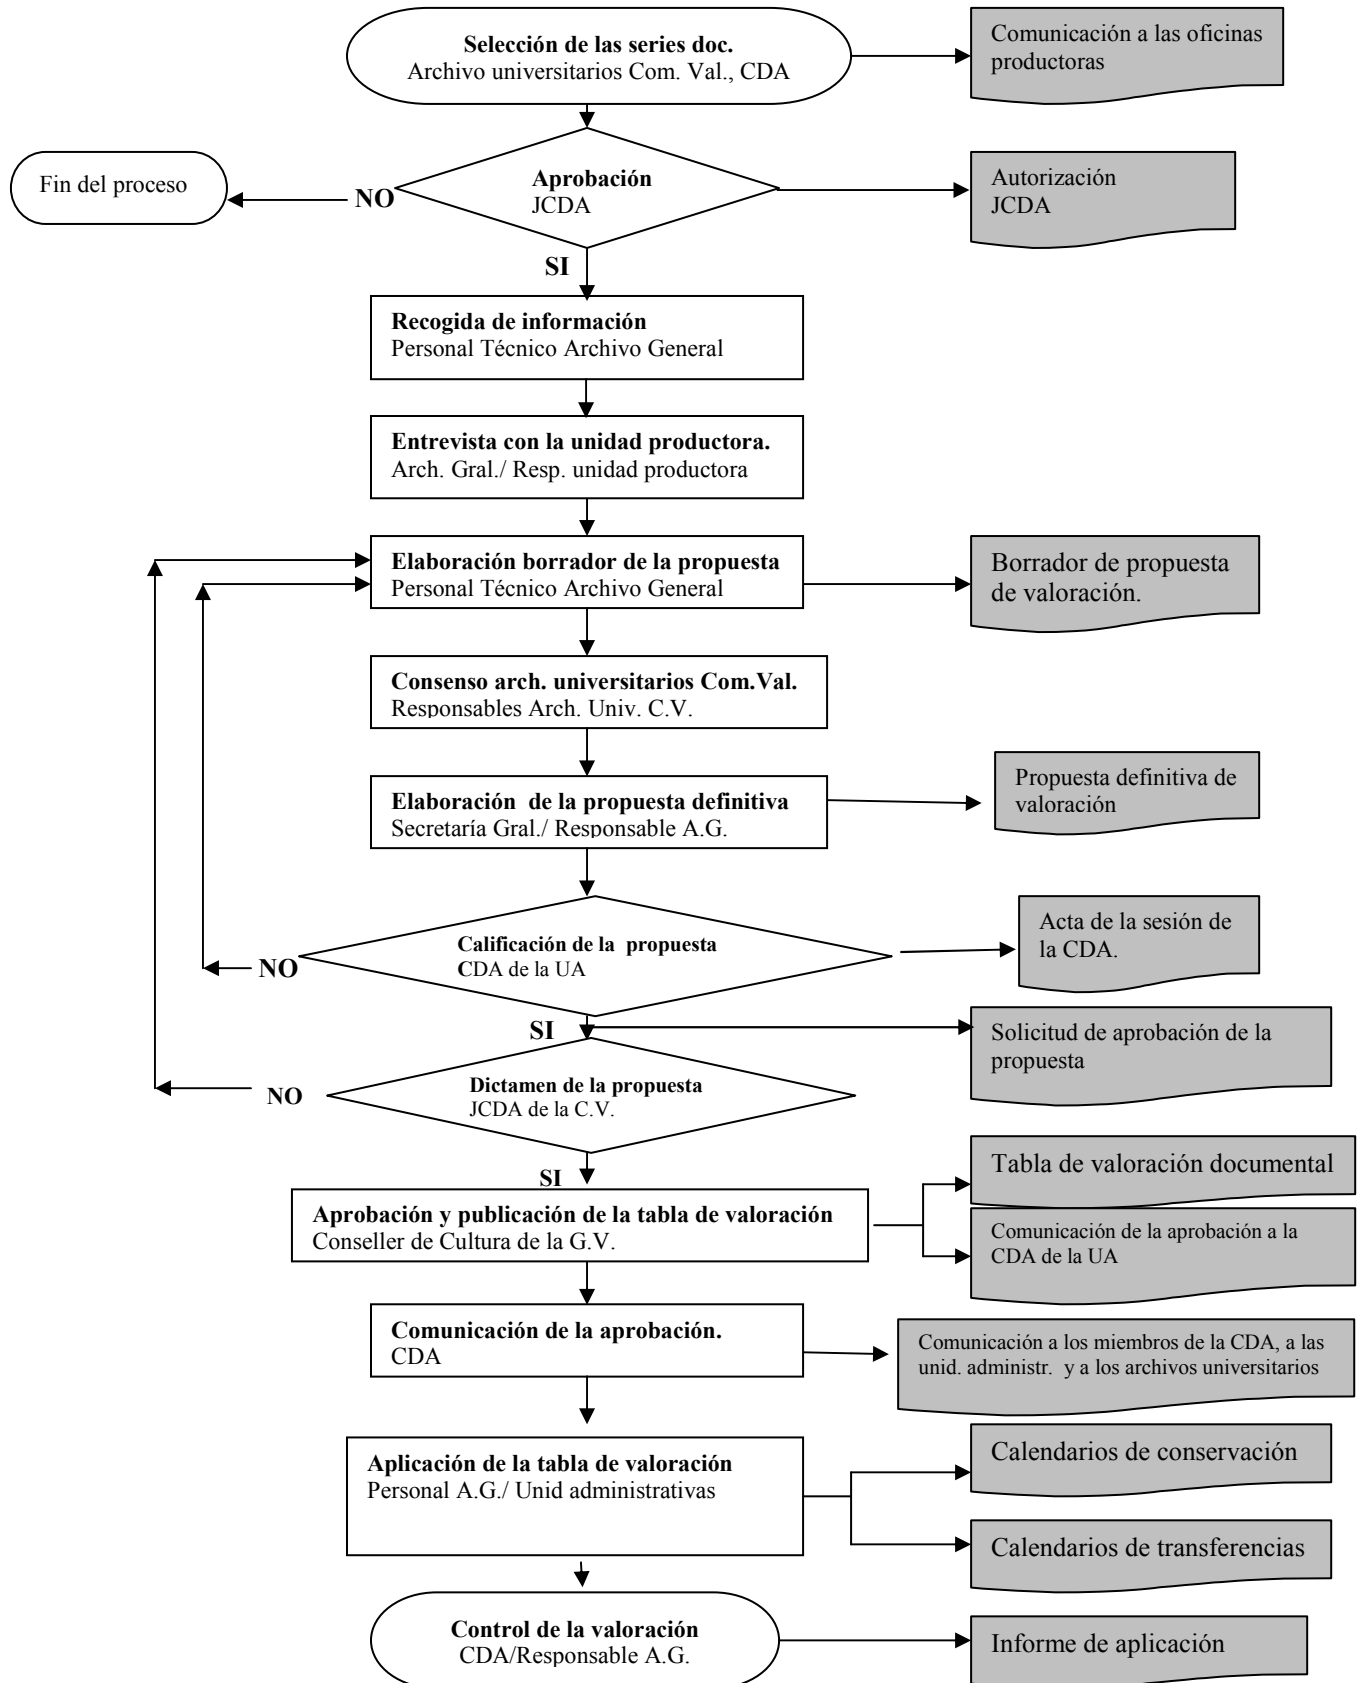 Selección de las series doc.
Archivo universitarios Com. Val., CDA
Comunicación a las oficinas
productoras
Fin del proceso
NO
Aprobación
JCDA
Autorización
JCDA
SI
Recogida de información
Personal Técnico Archivo General
Entrevista con la unidad productora.
Arch. Gral./ Resp. unidad productora
Elaboración borrador de la propuesta
Personal Técnico Archivo General
Borrador de propuesta
de valoración.
Consenso arch. universitarios Com.Val.
Responsables Arch. Univ. C.V.
Elaboración de la propuesta definitiva
Secretaría Gral./ Responsable A.G.
Propuesta definitiva de
valoración
NO
Calificación de la propuesta
CDA de la UA
Acta de la sesión de
la CDA.
SI
Solicitud de aprobación de la
propuesta
NO
Dictamen de la propuesta
JCDA de la C.V.
SI
Aprobación y publicación de la tabla de valoración
Conseller de Cultura de la G.V.
Tabla de valoración documental
Comunicación de la aprobación a la
CDA de la UA
Comunicación de la aprobación.
CDA
Comunicación a los miembros de la CDA, a las
unid. administr. y a los archivos universitarios
Aplicación de la tabla de valoración
Personal A.G./ Unid administrativas
Calendarios de conservación
Calendarios de transferencias
Control de la valoración
CDA/Responsable A.G.
Informe de aplicación